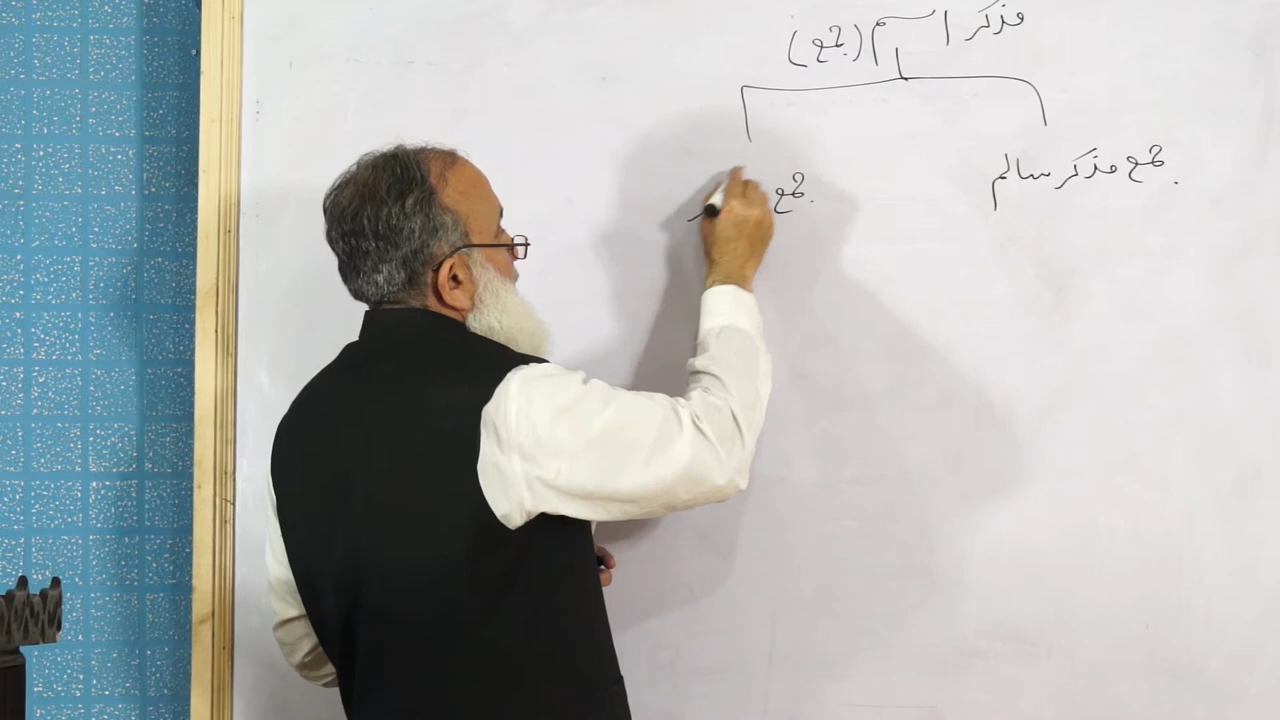 مذکر اسم (جمع)
جمع مذکر سالم
جمع